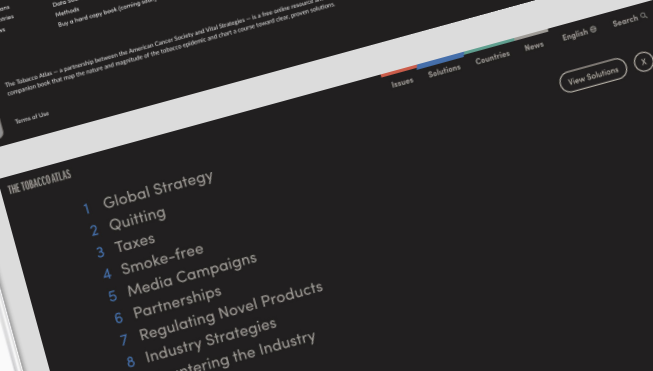 Methods
Buy a hard copy book (coming
The Tobacco Atlas – a partnership between the American Cancer Society and Vital Strategies – is a free online resource
companion book that map the nature and magnitude of the tobacco epidemic and chart a course toward clear, proven solutions.
Terms of Use
Issues
Solutions
Countries
News
English
Search
View Solutions
X
THE TOBACCO ATLAS
1 Global Strategy
2 Quitting
3 Taxes
4 Smoke-free
5 Media Campaigns
6 Partnerships
7 Regulating Novel Products
8 Industry Strategies
the Industry